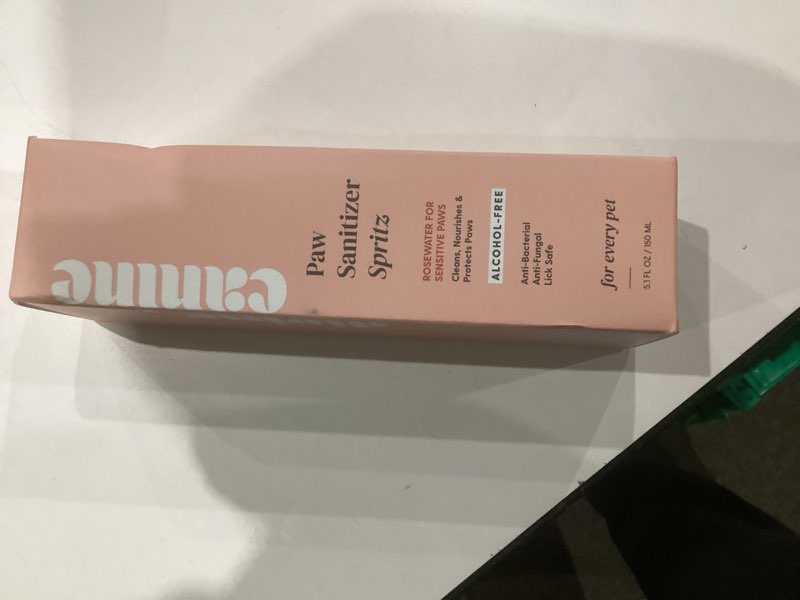 canine
Paw
Sanitizer
Spritz
ROSEWATER FOR
SENSITIVE PAWS
Cleans, Nourishes &
Protects Paws
ALCOHOL-FREE
Anti-Bacterial
Anti-Fungal
Lick Safe
for every pet
5.1 FL OZ / 150 ML